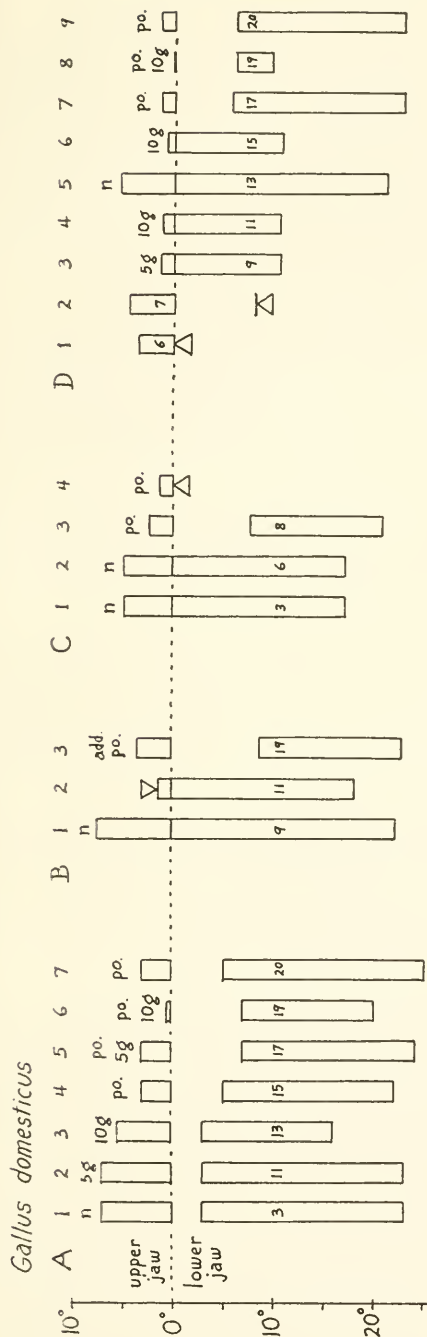 Gallus domesticus
A 1 2 3 4 5 6 7
n 5g 10g po. po. 5g po. 10g po.
B 1 2 3
n add. po.
C 1 2 3 4
n n po. po.
D 1 2 3 4 5 6 7 8 9
5g 10g n 10g po. po. 10g po.
10°
upper jaw
0°
lower jaw
10°
20°
3 11 13 15 17 19 20
9 11 19
3 6 8
6 7 9 11 13 15 17 19 20